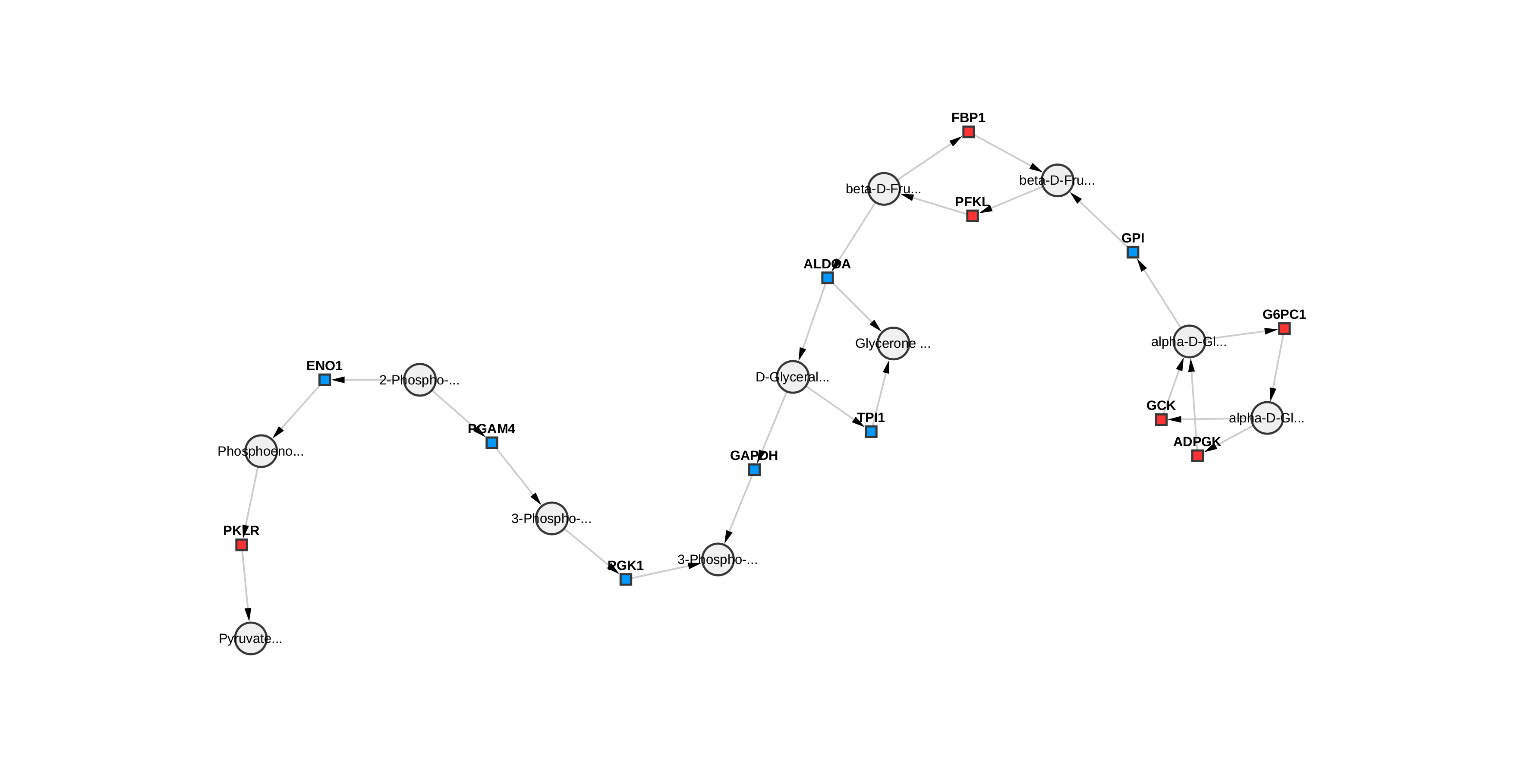 FBP1
beta-D-Fru...
beta-D-Fru...
PFKL
GPI
ALDOA
G6PC1
alpha-D-Gl...
Glycerone ...
ENO1
2-Phospho-...
D-Glyceral...
GCK
alpha-D-Gl...
TPI1
PGAM4
ADPGK
Phosphoeno...
GAPDH
3-Phospho-...
PKLR
3-Phospho-...
PGK1
Pyruvate...